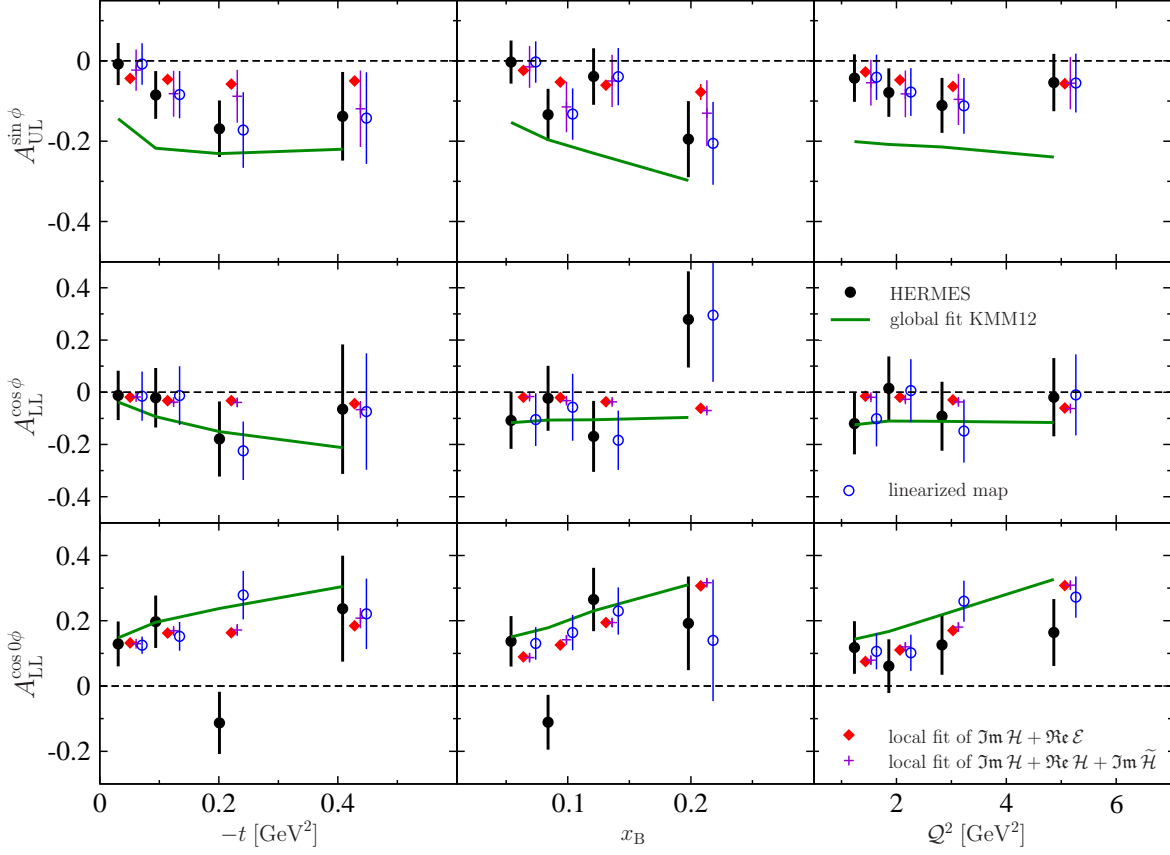 0
-0.2
-0.4
A_UL^{sin ϕ}
0.4
0.2
0
-0.2
-0.4
A_LL^{cos ϕ}
HERMES
global fit KMM12
linearized map
0.4
0.2
0
-0.2
A_LL^{cos 0ϕ}
local fit of ℑm ℋ + ℜe ℰ
local fit of ℑm ℋ + ℜe ℋ + ℑm ℋ̃
0 0.2 0.4
0.1 0.2
2 4 6
−t [GeV²]
x_B
𝒬² [GeV²]